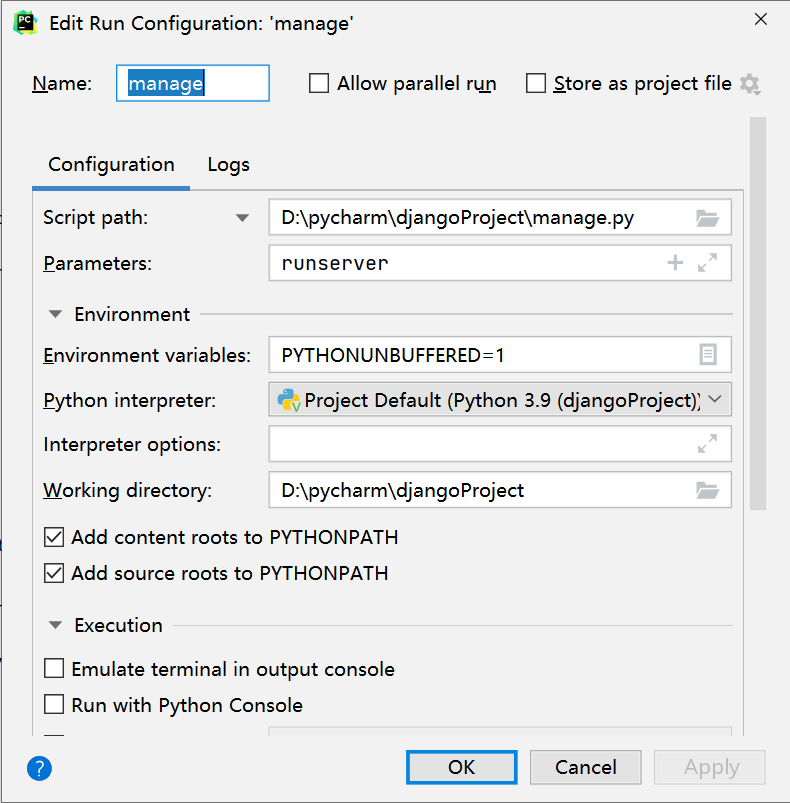 Edit Run Configuration: 'manage'
Name: manage Allow parallel run Store as project file
Configuration Logs
Script path: D:\pycharm\djangoProject\manage.py
Parameters: runserver
Environment
Environment variables: PYTHONUNBUFFERED=1
Python interpreter: Project Default (Python 3.9 (djangoProject))
Interpreter options:
Working directory: D:\pycharm\djangoProject
Add content roots to PYTHONPATH
Add source roots to PYTHONPATH
Execution
Emulate terminal in output console
Run with Python Console
? OK Cancel Apply